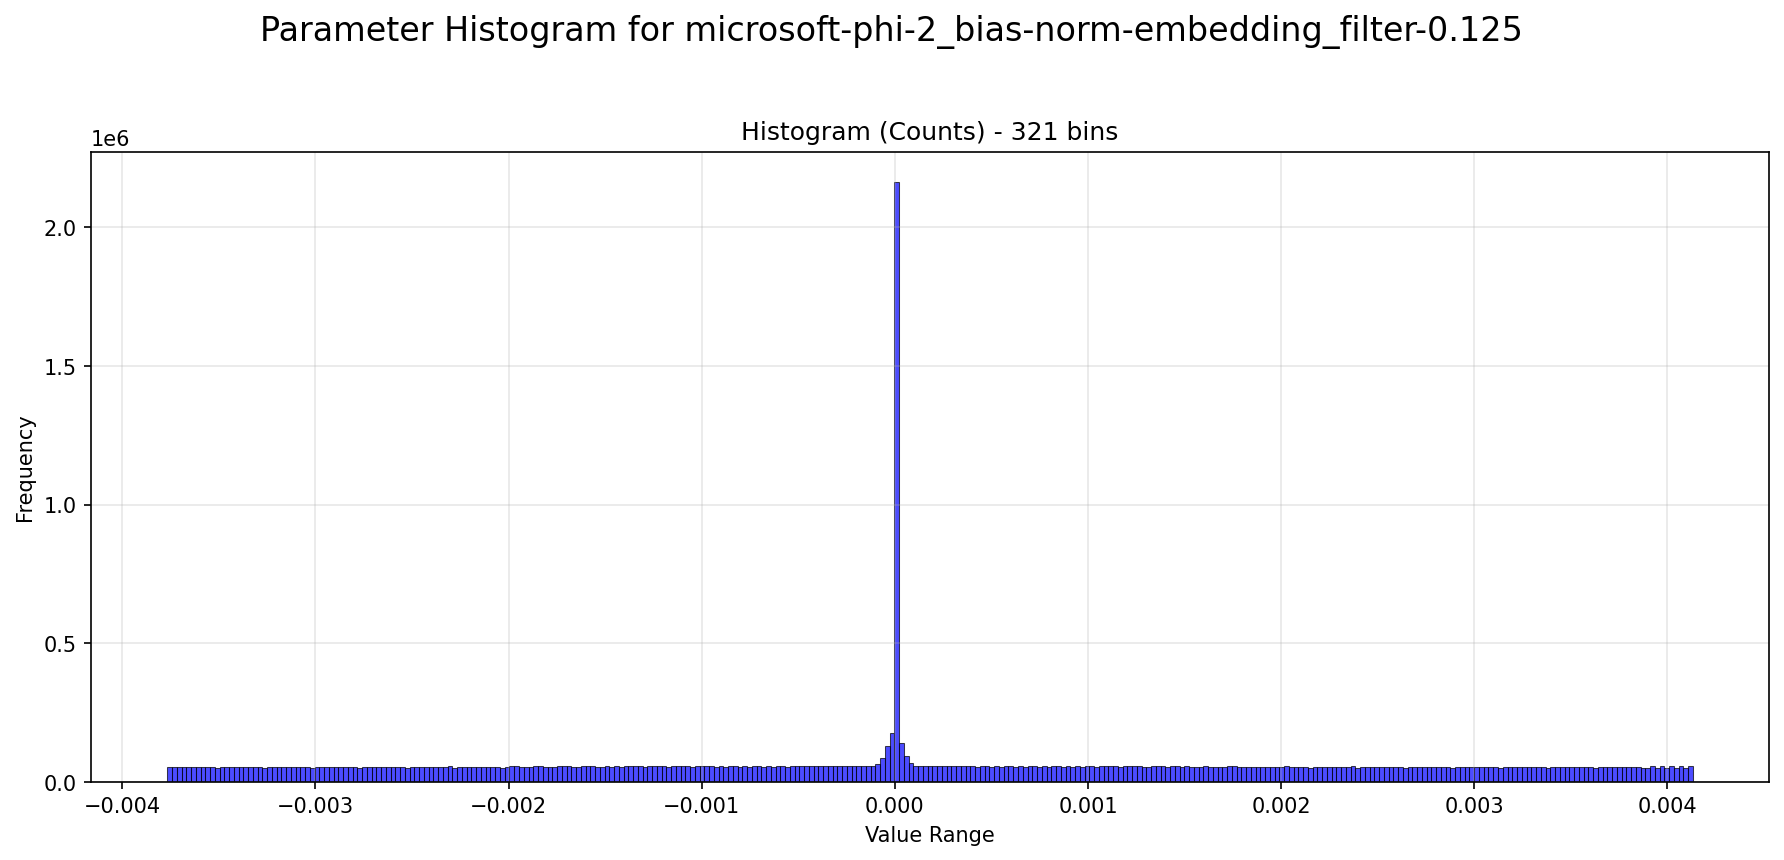 Parameter Histogram for microsoft-phi-2_bias-norm-embedding_filter-0.125
Histogram (Counts) - 321 bins
1e6
2.0
1.5
1.0
0.5
0.0
Frequency
−0.004 −0.003 −0.002 −0.001 0.000 0.001 0.002 0.003 0.004
Value Range